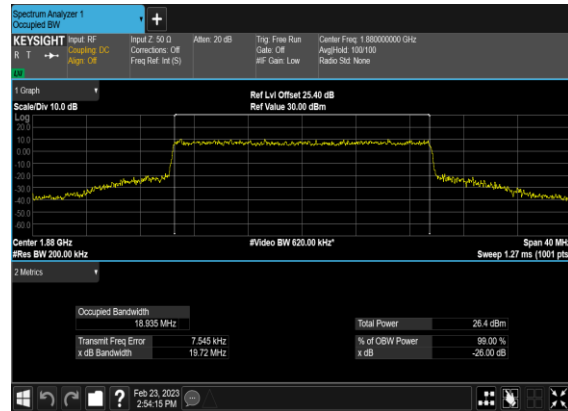 Spectrum Analyzer 1
Occupied BW
+
KEYSIGHT
R T
LXI
Input: RF
Coupling: DC
Align: Off
Input Z: 50 Ω
Corrections: Off
Freq Ref: Int (S)
Atten: 20 dB
Trig: Free Run
Gate: Off
#IF Gain: Low
Center Freq: 1.880000000 GHz
Avg|Hold: 100/100
Radio Std: None
1 Graph
Scale/Div 10.0 dB
Ref Lvl Offset 25.40 dB
Ref Value 30.00 dBm
Log
20.0
10.0
0.00
-10.0
-20.0
-30.0
-40.0
-50.0
-60.0
Center 1.88 GHz
#Res BW 200.00 kHz
#Video BW 620.00 kHz*
Span 40 MHz
Sweep 1.27 ms (1001 pts
2 Metrics
Occupied Bandwidth
18.935 MHz
Transmit Freq Error 7.545 kHz
x dB Bandwidth 19.72 MHz
Total Power 26.4 dBm
% of OBW Power 99.00 %
x dB -26.00 dB
?
Feb 23, 2023
2:54:15 PM